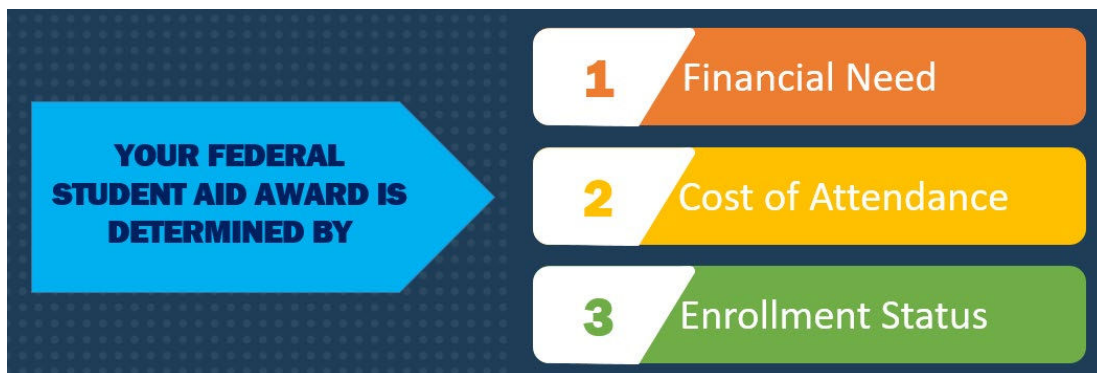 YOUR FEDERAL
STUDENT AID AWARD IS
DETERMINED BY
1 Financial Need
2 Cost of Attendance
3 Enrollment Status